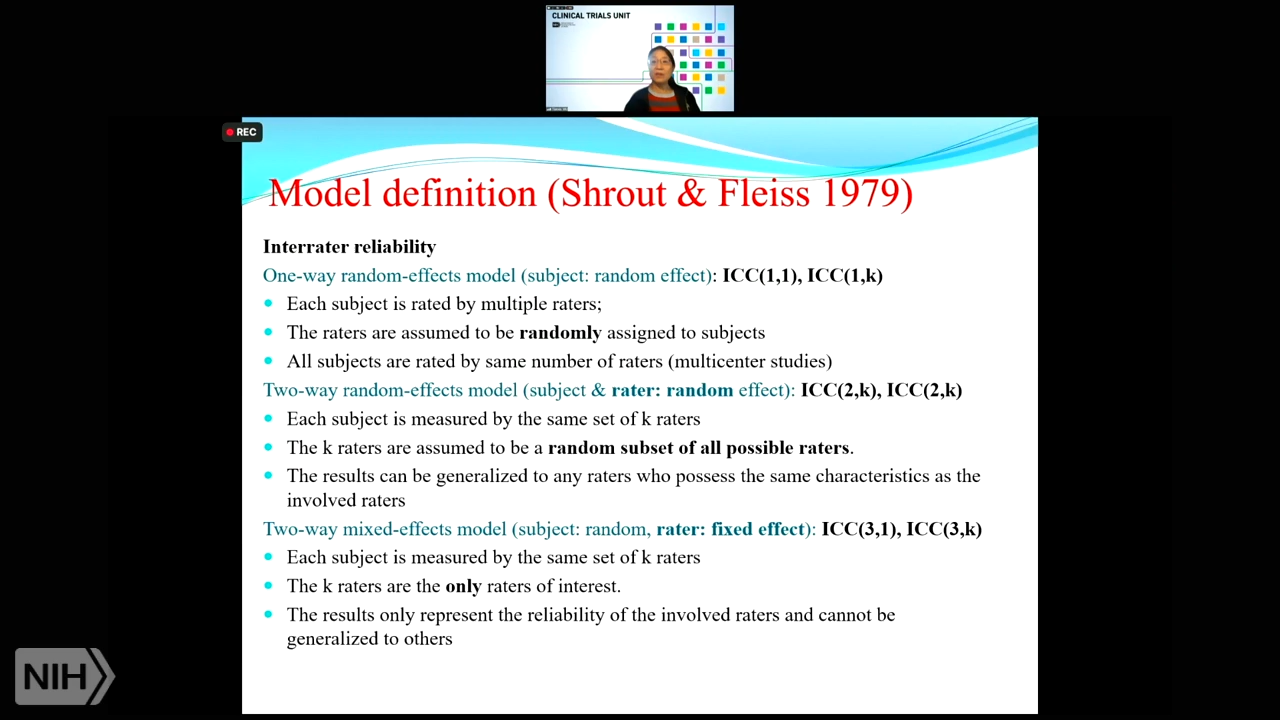 CLINICAL TRIALS UNIT
REC
Model definition (Shrout & Fleiss 1979)
Interrater reliability
One-way random-effects model (subject: random effect): ICC(1,1), ICC(1,k)
• Each subject is rated by multiple raters;
• The raters are assumed to be randomly assigned to subjects
• All subjects are rated by same number of raters (multicenter studies)
Two-way random-effects model (subject & rater: random effect): ICC(2,k), ICC(2,k)
• Each subject is measured by the same set of k raters
• The k raters are assumed to be a random subset of all possible raters.
• The results can be generalized to any raters who possess the same characteristics as the
involved raters
Two-way mixed-effects model (subject: random, rater: fixed effect): ICC(3,1), ICC(3,k)
• Each subject is measured by the same set of k raters
• The k raters are the only raters of interest.
• The results only represent the reliability of the involved raters and cannot be
generalized to others
NIH